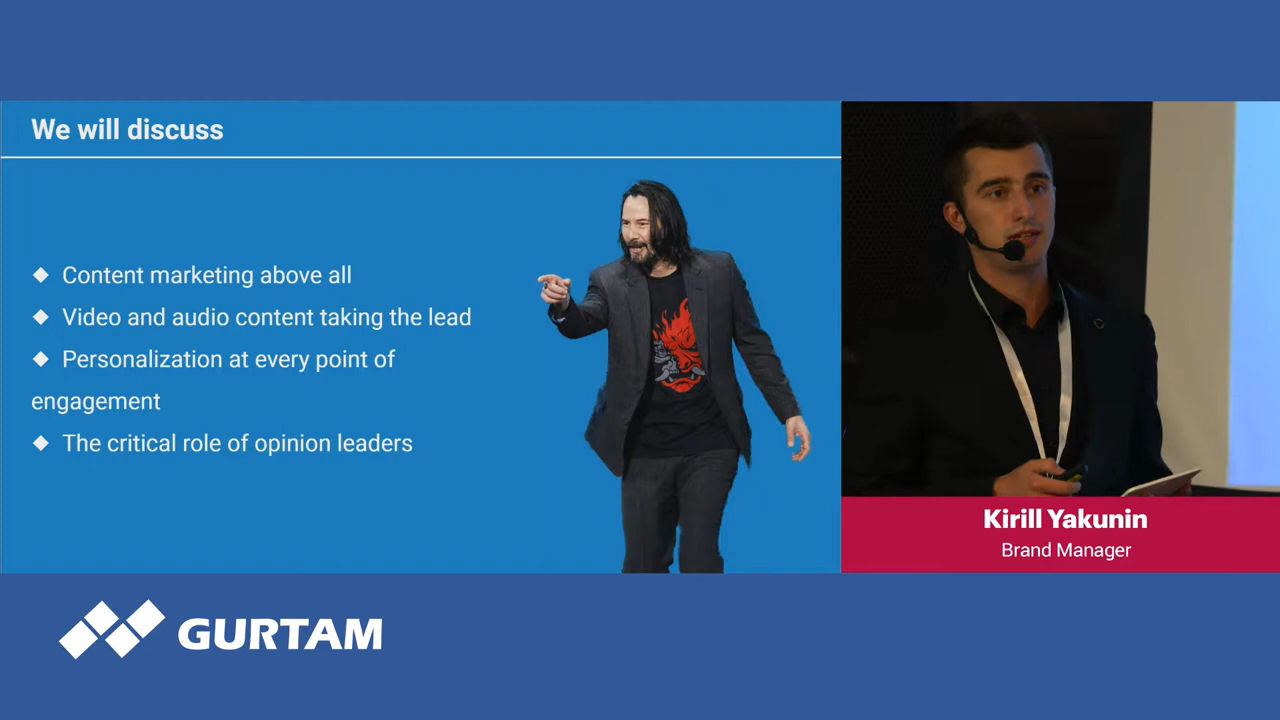 We will discuss
◆ Content marketing above all
◆ Video and audio content taking the lead
◆ Personalization at every point of
engagement
◆ The critical role of opinion leaders
Kirill Yakunin
Brand Manager
GURTAM